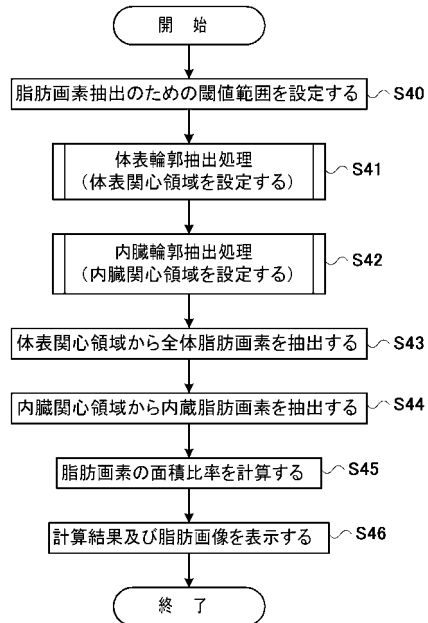 開 始
脂肪画素抽出のための閾値範囲を設定する
S40
体表輪郭抽出処理
(体表関心領域を設定する)
S41
内臓輪郭抽出処理
(内臓関心領域を設定する)
S42
体表関心領域から全体脂肪画素を抽出する
S43
内臓関心領域から内蔵脂肪画素を抽出する
S44
脂肪画素の面積比率を計算する
S45
計算結果及び脂肪画像を表示する
S46
終 了